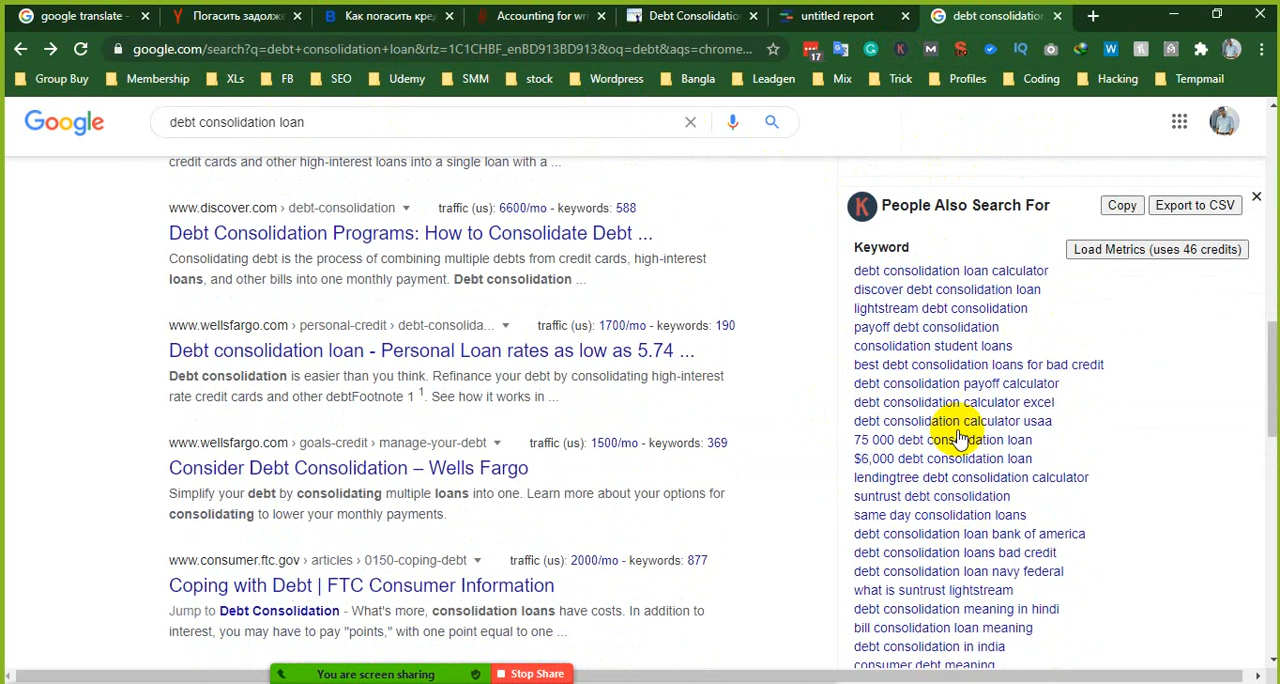 google translate -
Погасить задолж
Как погасить кре
Accounting for wr
Debt Consolidation
untitled report
debt consolidation
google.com/search?q=debt+consolidation+loan&rlz=1C1CHBF_enBD913BD913&oq=debt&aqs=chrome...
17
IQ
Group Buy
Membership
XLs
FB
SEO
Udemy
SMM
stock
Wordpress
Bangla
Leadgen
Mix
Trick
Profiles
Coding
Hacking
Tempmail
Google
debt consolidation loan
credit cards and other high-interest loans into a single loan with a ...
www.discover.com › debt-consolidation traffic (us): 6600/mo - keywords: 588
Debt Consolidation Programs: How to Consolidate Debt ...
Consolidating debt is the process of combining multiple debts from credit cards, high-interest
loans, and other bills into one monthly payment. Debt consolidation ...
www.wellsfargo.com › personal-credit › debt-consolida... traffic (us): 1700/mo - keywords: 190
Debt consolidation loan - Personal Loan rates as low as 5.74 ...
Debt consolidation is easier than you think. Refinance your debt by consolidating high-interest
rate credit cards and other debtFootnote 1 1. See how it works in ...
www.wellsfargo.com › goals-credit › manage-your-debt traffic (us): 1500/mo - keywords: 369
Consider Debt Consolidation – Wells Fargo
Simplify your debt by consolidating multiple loans into one. Learn more about your options for
consolidating to lower your monthly payments.
www.consumer.ftc.gov › articles › 0150-coping-debt traffic (us): 2000/mo - keywords: 877
Coping with Debt | FTC Consumer Information
Jump to Debt Consolidation - What's more, consolidation loans have costs. In addition to
interest, you may have to pay "points," with one point equal to one ...
K People Also Search For
Copy
Export to CSV
Keyword
Load Metrics (uses 46 credits)
debt consolidation loan calculator
discover debt consolidation loan
lightstream debt consolidation
payoff debt consolidation
consolidation student loans
best debt consolidation loans for bad credit
debt consolidation payoff calculator
debt consolidation calculator excel
debt consolidation calculator usaa
75 000 debt consolidation loan
$6,000 debt consolidation loan
lendingtree debt consolidation calculator
suntrust debt consolidation
same day consolidation loans
debt consolidation loan bank of america
debt consolidation loans bad credit
debt consolidation loan navy federal
what is suntrust lightstream
debt consolidation meaning in hindi
bill consolidation loan meaning
debt consolidation in india
consumer debt meaning
You are screen sharing
Stop Share